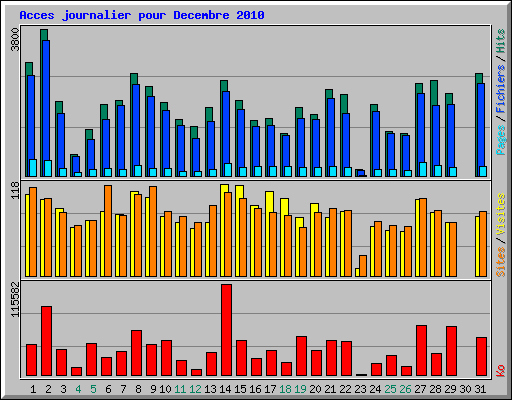 Acces journalier pour Decembre 2010
3800
Pages / Fichiers / Hits
118
Sites / Visites
115582
Ko
1 2 3 4 5 6 7 8 9 10 11 12 13 14 15 16 17 18 19 20 21 22 23 24 25 26 27 28 29 30 31